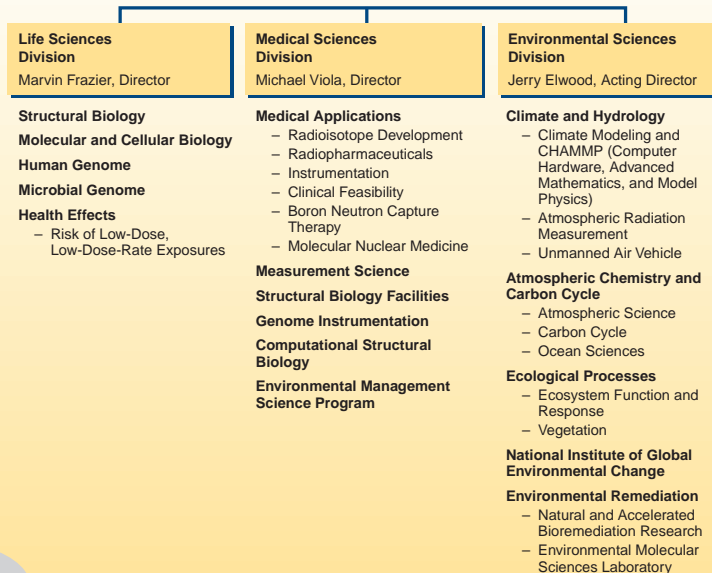 Life Sciences
Division
Marvin Frazier, Director
Structural Biology
Molecular and Cellular Biology
Human Genome
Microbial Genome
Health Effects
– Risk of Low-Dose,
Low-Dose-Rate Exposures
Medical Sciences
Division
Michael Viola, Director
Medical Applications
– Radioisotope Development
– Radiopharmaceuticals
– Instrumentation
– Clinical Feasibility
– Boron Neutron Capture
Therapy
– Molecular Nuclear Medicine
Measurement Science
Structural Biology Facilities
Genome Instrumentation
Computational Structural
Biology
Environmental Management
Science Program
Environmental Sciences
Division
Jerry Elwood, Acting Director
Climate and Hydrology
– Climate Modeling and
CHAMMP (Computer
Hardware, Advanced
Mathematics, and Model
Physics)
– Atmospheric Radiation
Measurement
– Unmanned Air Vehicle
Atmospheric Chemistry and
Carbon Cycle
– Atmospheric Science
– Carbon Cycle
– Ocean Sciences
Ecological Processes
– Ecosystem Function and
Response
– Vegetation
National Institute of Global
Environmental Change
Environmental Remediation
– Natural and Accelerated
Bioremediation Research
– Environmental Molecular
Sciences Laboratory